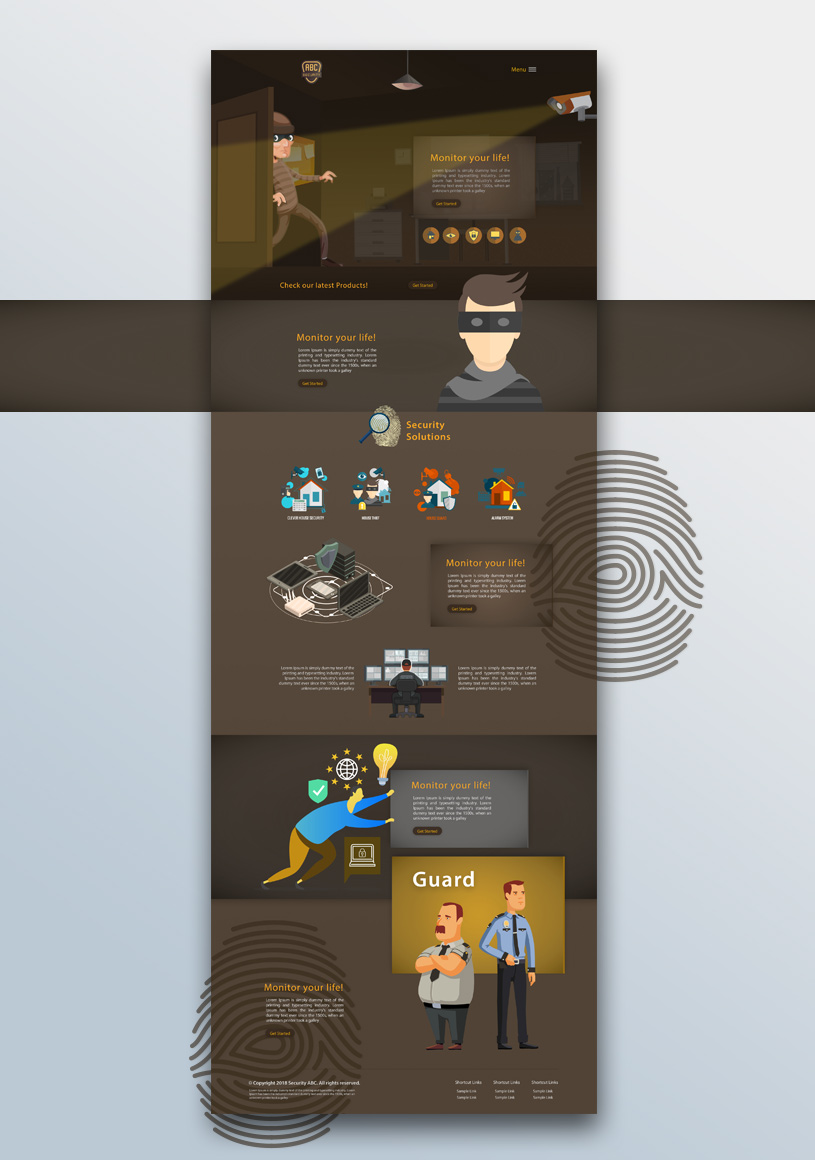 ABC
SECURITY
Menu
Monitor your life!
Lorem Ipsum is simply dummy text of the
printing and typesetting industry. Lorem
Ipsum has been the industry's standard
dummy text ever since the 1500s, when an
unknown printer took a galley
Get Started
Check our latest Products!
Get Started
Monitor your life!
Lorem Ipsum is simply dummy text of the
printing and typesetting industry. Lorem
Ipsum has been the industry's standard
dummy text ever since the 1500s, when an
unknown printer took a galley
Get Started
Security
Solutions
CLEVER HOUSE SECURITY
ALARM SYSTEM
Monitor your life!
Lorem Ipsum is simply dummy text of the
printing and typesetting industry. Lorem
Ipsum has been the industry's standard
dummy text ever since the 1500s, when an
unknown printer took a galley
Get Started
Lorem Ipsum is simply dummy text of the
printing and typesetting industry. Lorem
Ipsum has been the industry's standard
dummy text ever since the 1500s, when an
unknown printer took a galley
Lorem Ipsum is simply dummy text of the
printing and typesetting industry. Lorem
Ipsum has been the industry's standard
dummy text ever since the 1500s, when an
unknown printer took a galley
Monitor your life!
Lorem Ipsum is simply dummy text of the
printing and typesetting industry. Lorem
Ipsum has been the industry's standard
dummy text ever since the 1500s, when an
unknown printer took a galley
Get Started
Guard
Monitor your life!
Lorem Ipsum is simply dummy text of the
printing and typesetting industry. Lorem
Ipsum has been the industry's standard
dummy text ever since the 1500s, when an
unknown printer took a galley
Get Started
© Copyright 2018 Security ABC. All rights reserved.
Shortcut Links Shortcut Links Shortcut Links
Sample Link Sample Link Sample Link
Sample Link Sample Link Sample Link